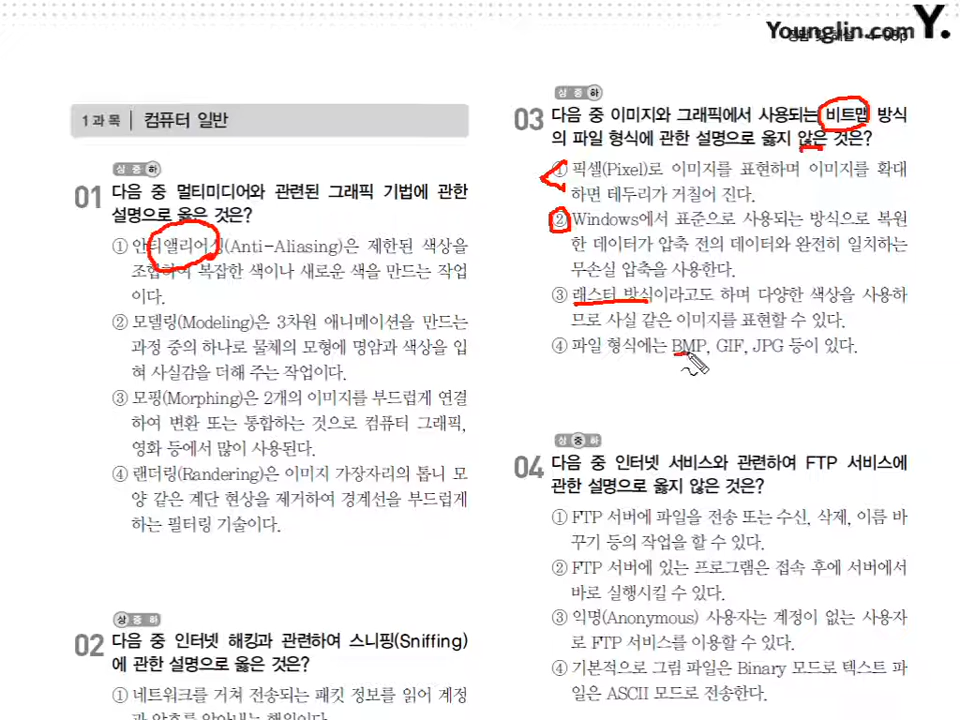 Younglin.com Y.
1과목 컴퓨터 일반
상 중 하
01 다음 중 멀티미디어와 관련된 그래픽 기법에 관한
설명으로 옳은 것은?
① 안티앨리어싱(Anti-Aliasing)은 제한된 색상을
조합하여 복잡한 색이나 새로운 색을 만드는 작업
이다.
② 모델링(Modeling)은 3차원 애니메이션을 만드는
과정 중의 하나로 물체의 모형에 명암과 색상을 입
혀 사실감을 더해 주는 작업이다.
③ 모핑(Morphing)은 2개의 이미지를 부드럽게 연결
하여 변환 또는 통합하는 것으로 컴퓨터 그래픽,
영화 등에서 많이 사용된다.
④ 랜더링(Randering)은 이미지 가장자리의 톱니 모
양 같은 계단 현상을 제거하여 경계선을 부드럽게
하는 필터링 기술이다.
상 중 하
02 다음 중 인터넷 해킹과 관련하여 스니핑(Sniffing)
에 관한 설명으로 옳은 것은?
① 네트워크를 거쳐 전송되는 패킷 정보를 읽어 계정
상 중 하
03 다음 중 이미지와 그래픽에서 사용되는 비트맵 방식
의 파일 형식에 관한 설명으로 옳지 않은 것은?
① 픽셀(Pixel)로 이미지를 표현하며 이미지를 확대
하면 테두리가 거칠어 진다.
② Windows에서 표준으로 사용되는 방식으로 복원
한 데이터가 압축 전의 데이터와 완전히 일치하는
무손실 압축을 사용한다.
③ 래스터 방식이라고도 하며 다양한 색상을 사용하
므로 사실 같은 이미지를 표현할 수 있다.
④ 파일 형식에는 BMP, GIF, JPG 등이 있다.
상 중 하
04 다음 중 인터넷 서비스와 관련하여 FTP 서비스에
관한 설명으로 옳지 않은 것은?
① FTP 서버에 파일을 전송 또는 수신, 삭제, 이름 바
꾸기 등의 작업을 할 수 있다.
② FTP 서버에 있는 프로그램은 접속 후에 서버에서
바로 실행시킬 수 있다.
③ 익명(Anonymous) 사용자는 계정이 없는 사용자
로 FTP 서비스를 이용할 수 있다.
④ 기본적으로 그림 파일은 Binary 모드로 텍스트 파
일은 ASCII 모드로 전송한다.